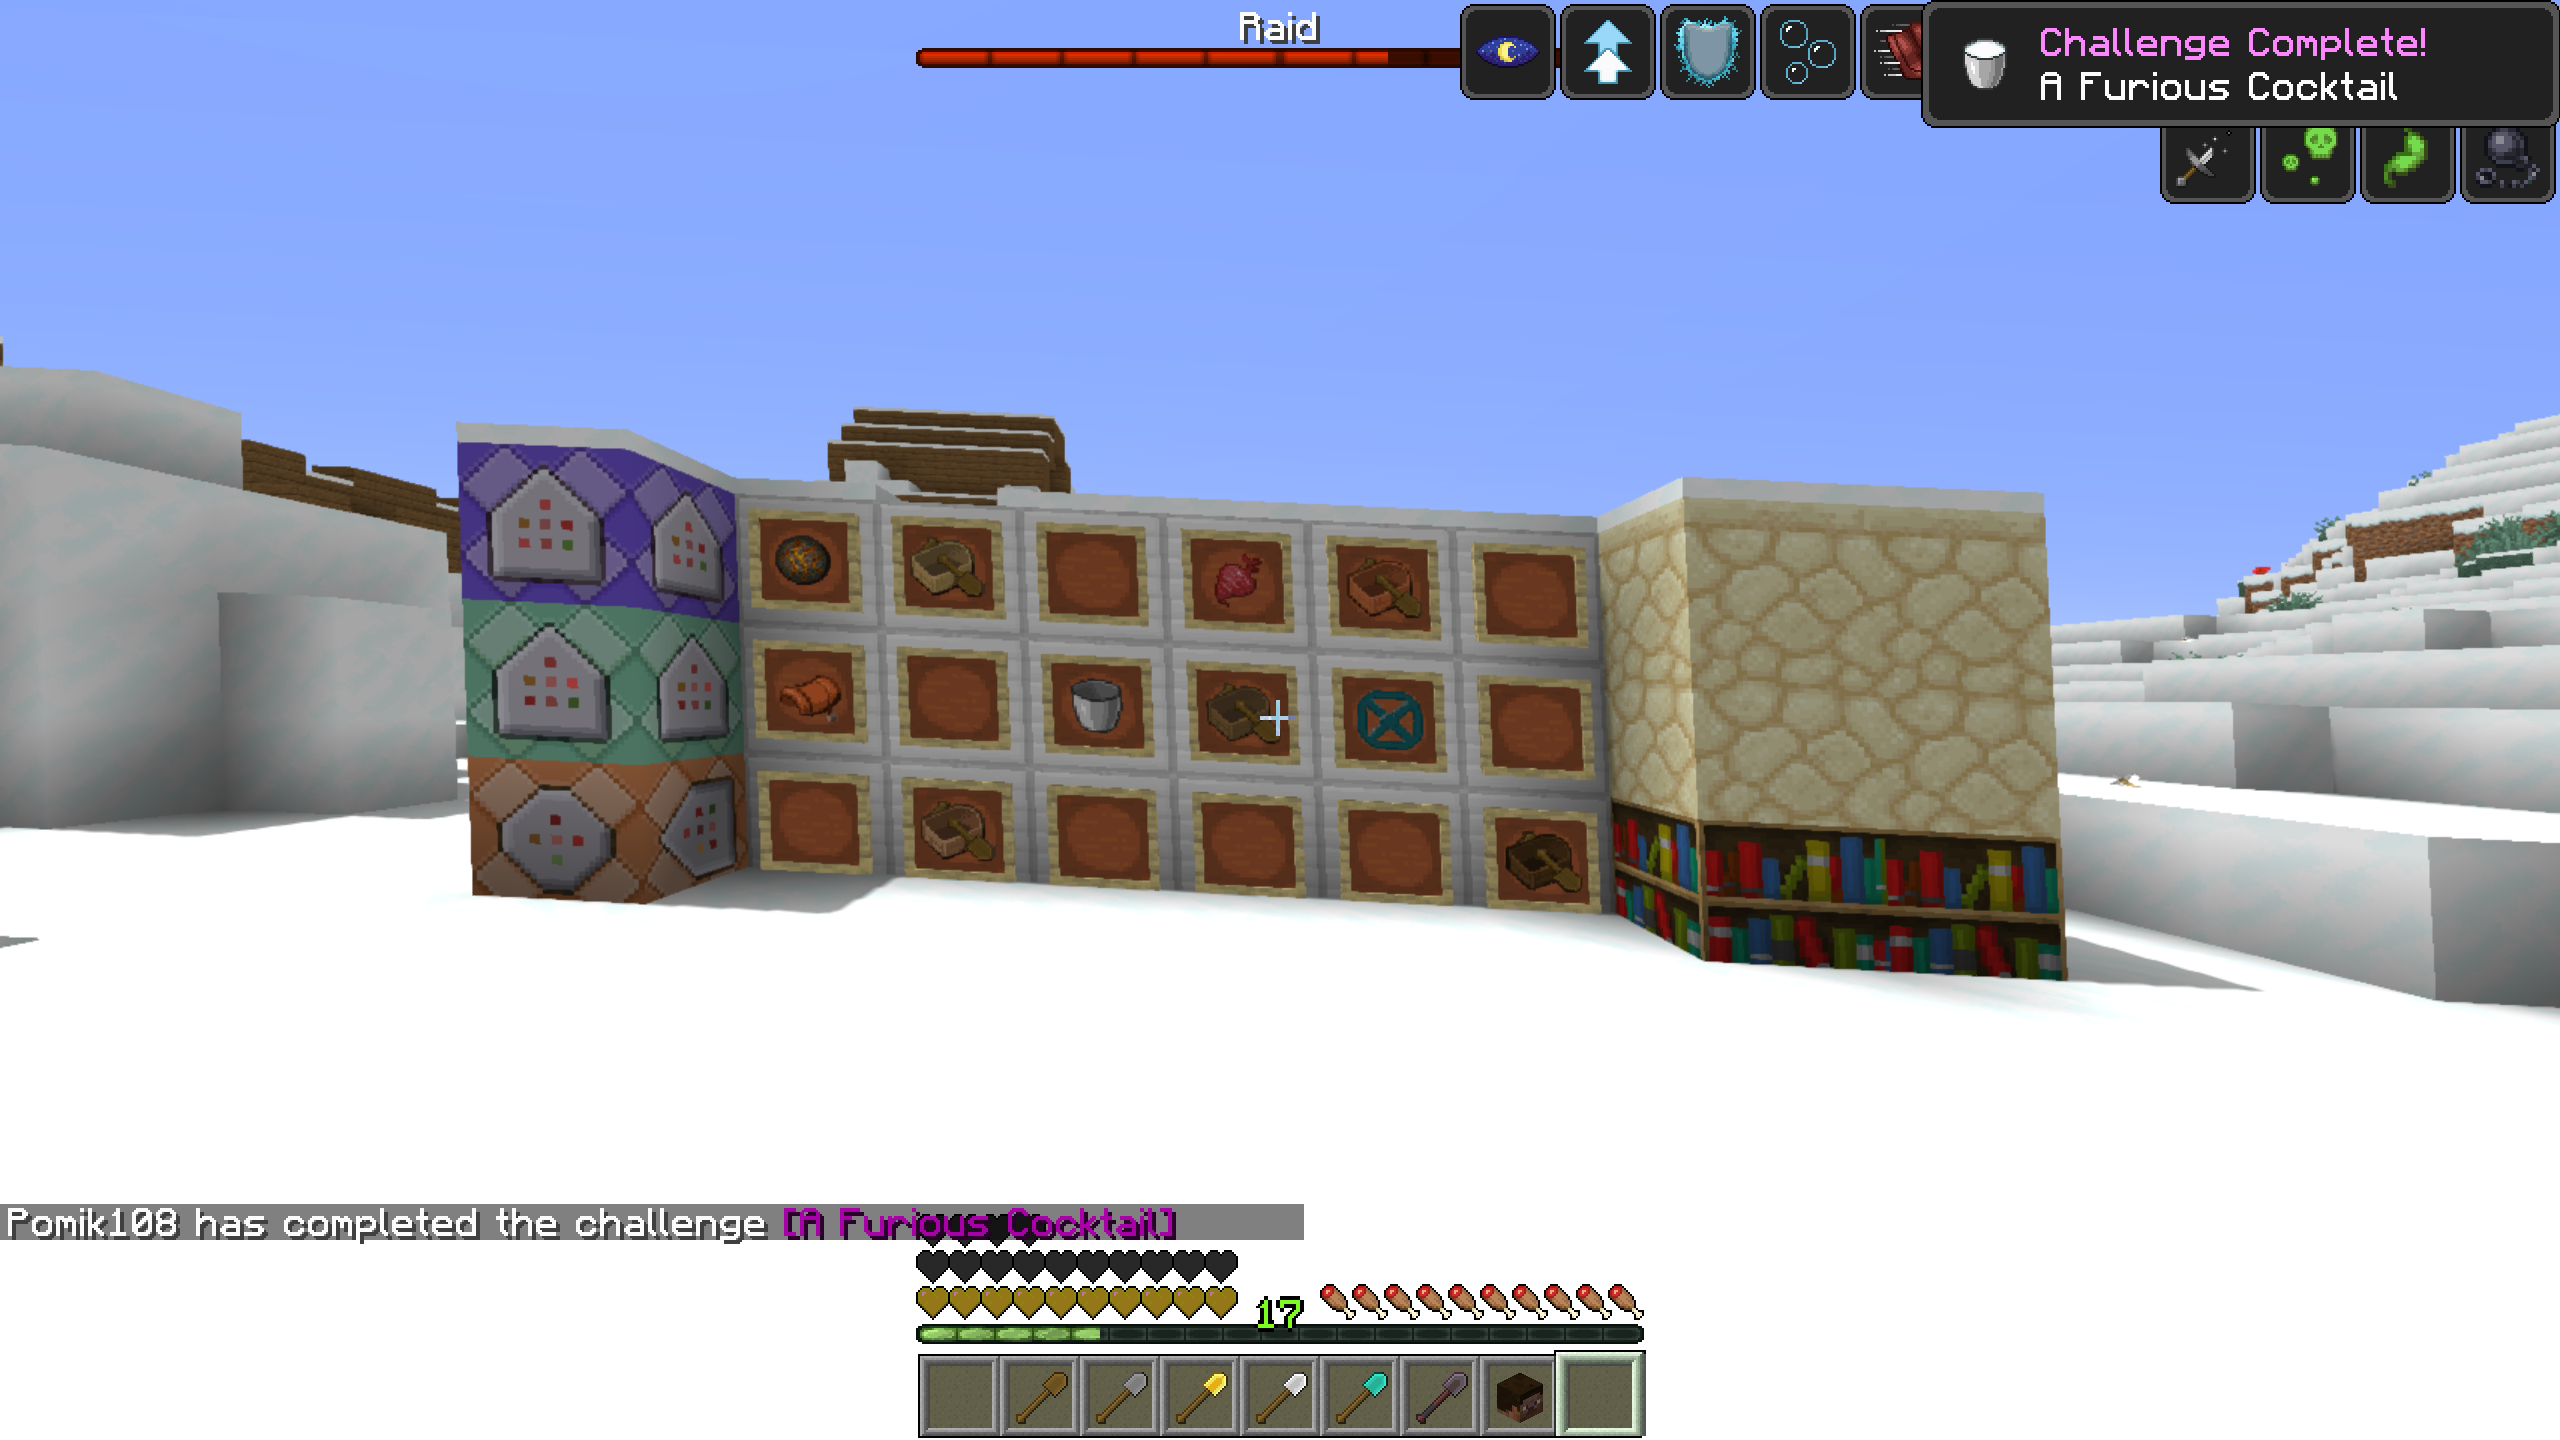 Raid
Challenge Complete!
A Furious Cocktail
Pomik108 has completed the challenge [A Furious Cocktail]
17